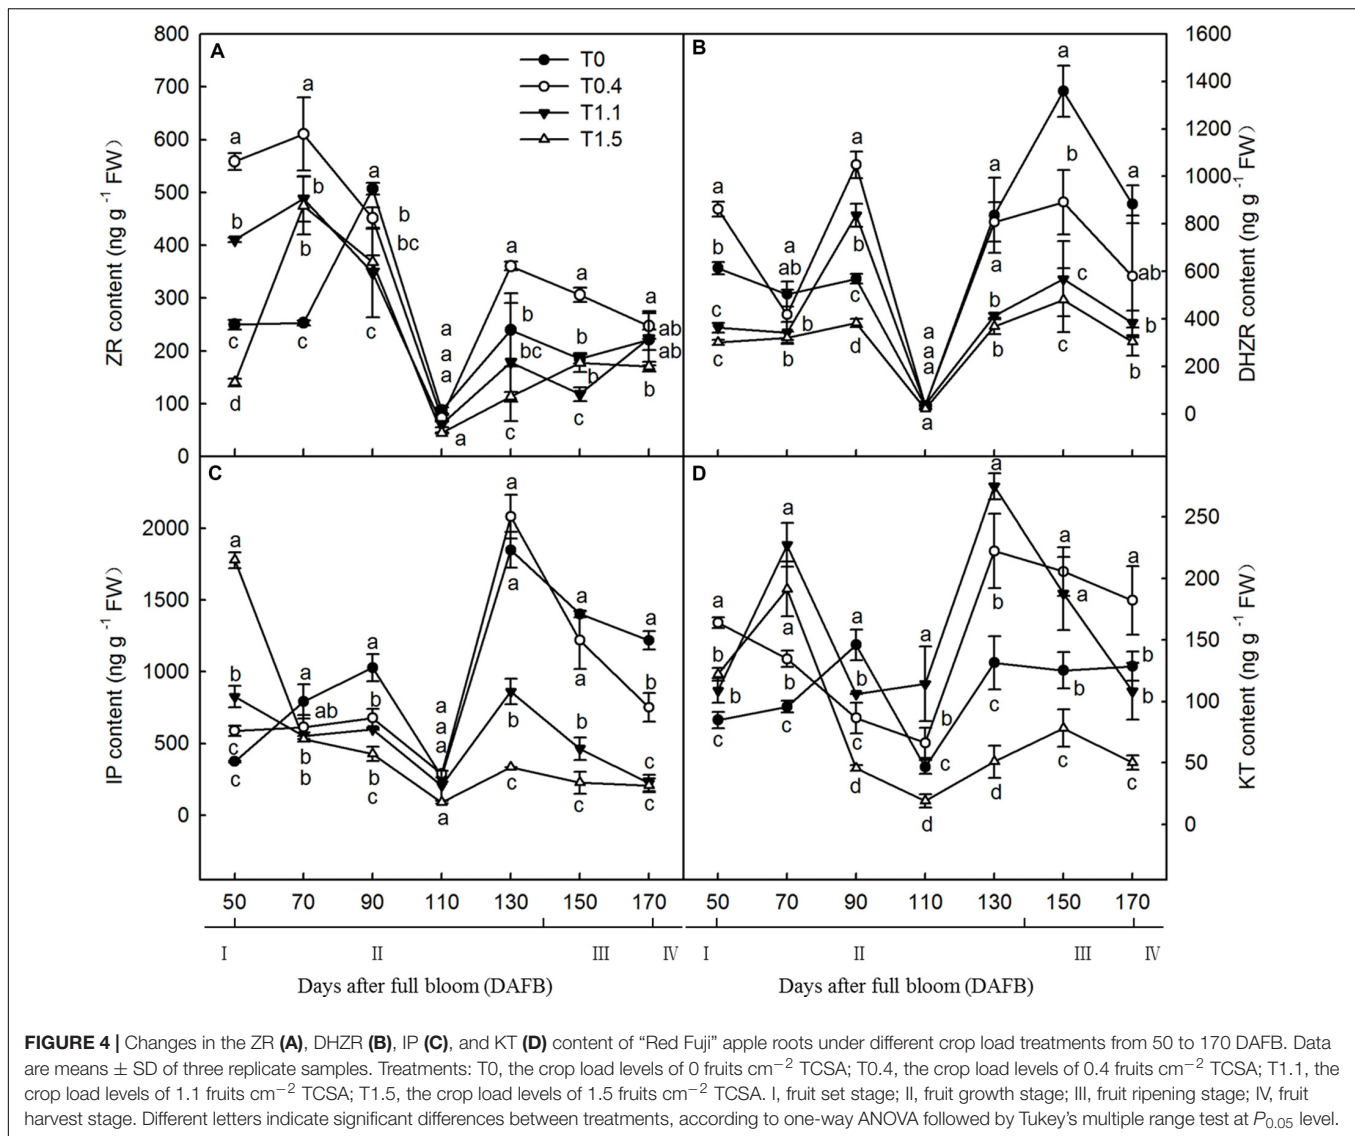 A
B
T0
T0.4
T1.1
T1.5
800
700
600
500
400
300
200
100
0
ZR content (ng g -1 FW)
a
a
a
b
b
b
bc
b
c
c
d
c
a
a
a
a
a
b
bc
c
a
b
b
c
a
ab
ab
b
1600
1400
1200
1000
800
600
400
200
0
DHZR content (ng g -1 FW)
a
b
c
c
a
ab
b
b
a
b
c
d
a
a
a
a
a
a
b
b
a
b
c
c
a
ab
b
b
C
D
2000
1500
1000
500
0
IP content (ng g -1 FW)
a
b
c
c
a
ab
b
b
a
b
c
c
a
a
a
a
a
a
b
c
a
a
b
c
a
b
c
c
250
200
150
100
50
0
KT content (ng g -1 FW)
a
b
b
c
a
a
b
c
a
b
c
d
a
b
c
d
a
b
c
d
a
a
b
c
a
b
b
c
50 70 90 110 130 150 170 50 70 90 110 130 150 170
I II III IV I II III IV
Days after full bloom (DAFB) Days after full bloom (DAFB)
FIGURE 4 | Changes in the ZR (A), DHZR (B), IP (C), and KT (D) content of “Red Fuji” apple roots under different crop load treatments from 50 to 170 DAFB. Data
are means ± SD of three replicate samples. Treatments: T0, the crop load levels of 0 fruits cm−2 TCSA; T0.4, the crop load levels of 0.4 fruits cm−2 TCSA; T1.1, the
crop load levels of 1.1 fruits cm−2 TCSA; T1.5, the crop load levels of 1.5 fruits cm−2 TCSA. I, fruit set stage; II, fruit growth stage; III, fruit ripening stage; IV, fruit
harvest stage. Different letters indicate significant differences between treatments, according to one-way ANOVA followed by Tukey’s multiple range test at P0.05 level.